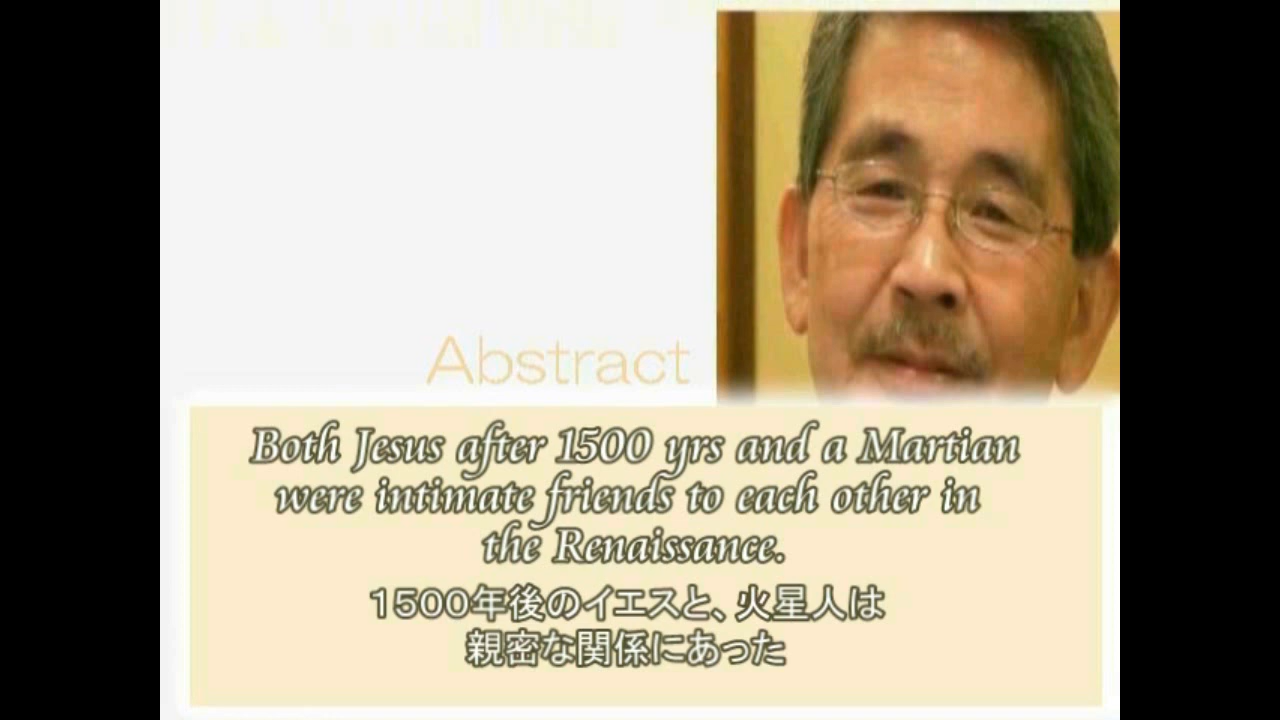 Abstract
Both Jesus after 1500 yrs and a Martian
were intimate friends to each other in
the Renaissance.
１５００年後のイエスと、火星人は
親密な関係にあった